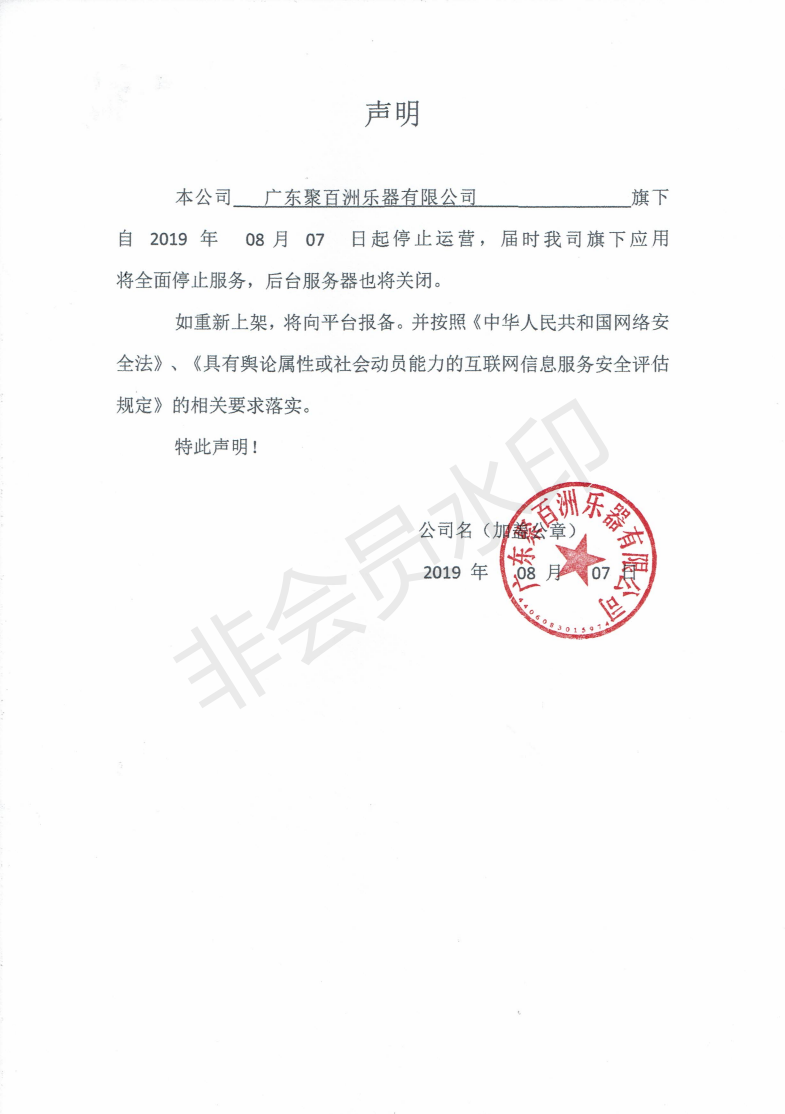 声明
本公司 广东聚百洲乐器有限公司 旗下
自 2019 年 08 月 07 日起停止运营，届时我司旗下应用
将全面停止服务，后台服务器也将关闭。
如重新上架，将向平台报备。并按照《中华人民共和国网络安
全法》、《具有舆论属性或社会动员能力的互联网信息服务安全评估
规定》的相关要求落实。
特此声明！
公司名（加盖公章）
2019 年 08 月 07 日
广东聚百洲乐器有限公司
4406083015974
非会员水印